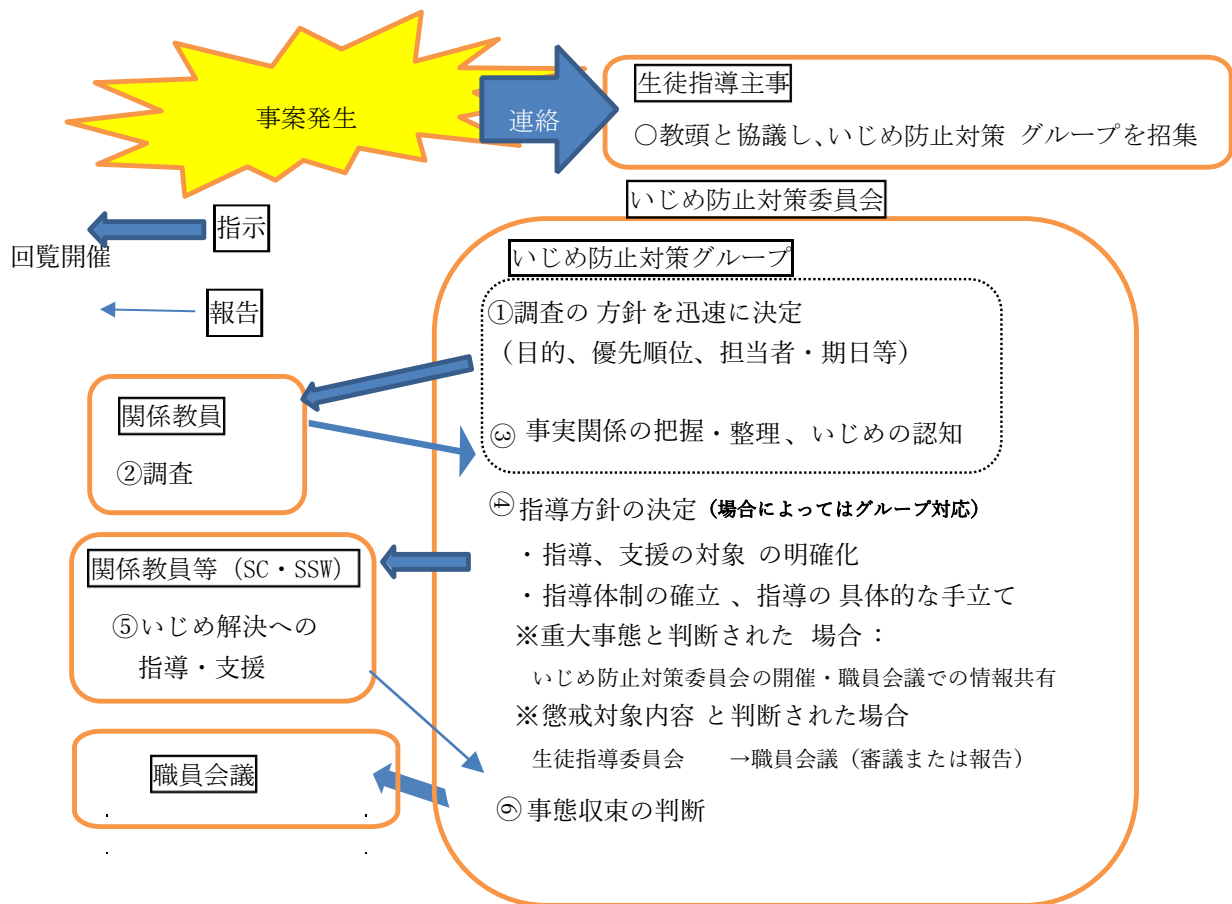 事案発生
連絡
生徒指導主事
○教頭と協議し、いじめ防止対策 グループを招集
いじめ防止対策委員会
指示
回覧開催
報告
いじめ防止対策グループ
①調査の 方針を迅速に決定
（目的、優先順位、担当者・期日等）
関係教員
②調査
③ 事実関係の把握・整理、いじめの認知
④指導方針の決定（場合によってはグループ対応）
・指導、支援の対象 の明確化
・指導体制の確立 、指導の 具体的な手立て
※重大事態と判断された 場合：
いじめ防止対策委員会の開催・職員会議での情報共有
※懲戒対象内容 と判断された場合
生徒指導委員会 →職員会議（審議または報告）
関係教員等（SC・SSW）
⑤いじめ解決への
指導・支援
職員会議
⑥事態収束の判断